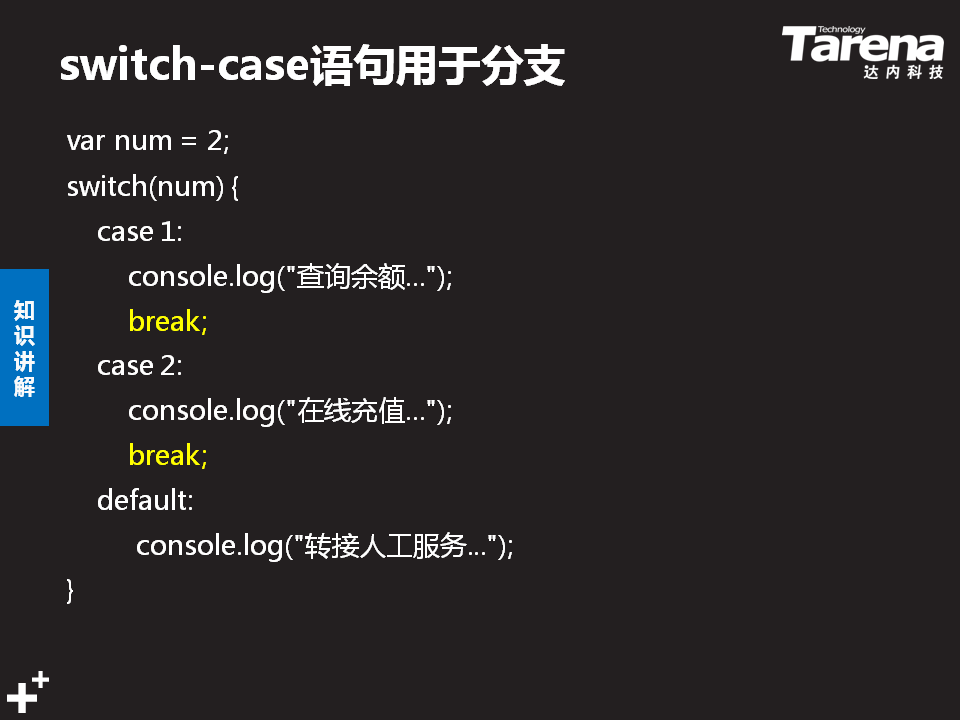 switch-case语句用于分支
Technology
Tarena
达内科技
var num = 2;
switch(num) {
case 1:
console.log("查询余额...");
break;
case 2:
console.log("在线充值...");
break;
default:
console.log("转接人工服务...");
}
知
识
讲
解